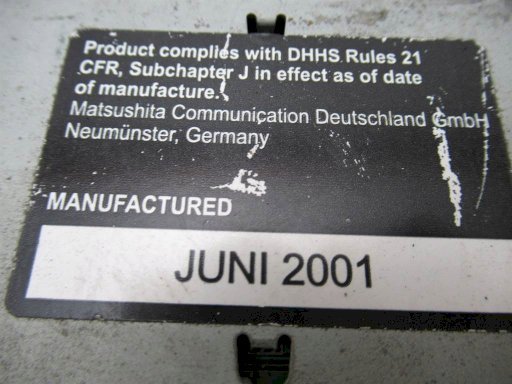 Product complies with DHHS Rules 21
CFR, Subchapter J in effect as of date
of manufacture.
Matsushita Communication Deutschland GmbH
Neumünster, Germany
MANUFACTURED
JUNI 2001